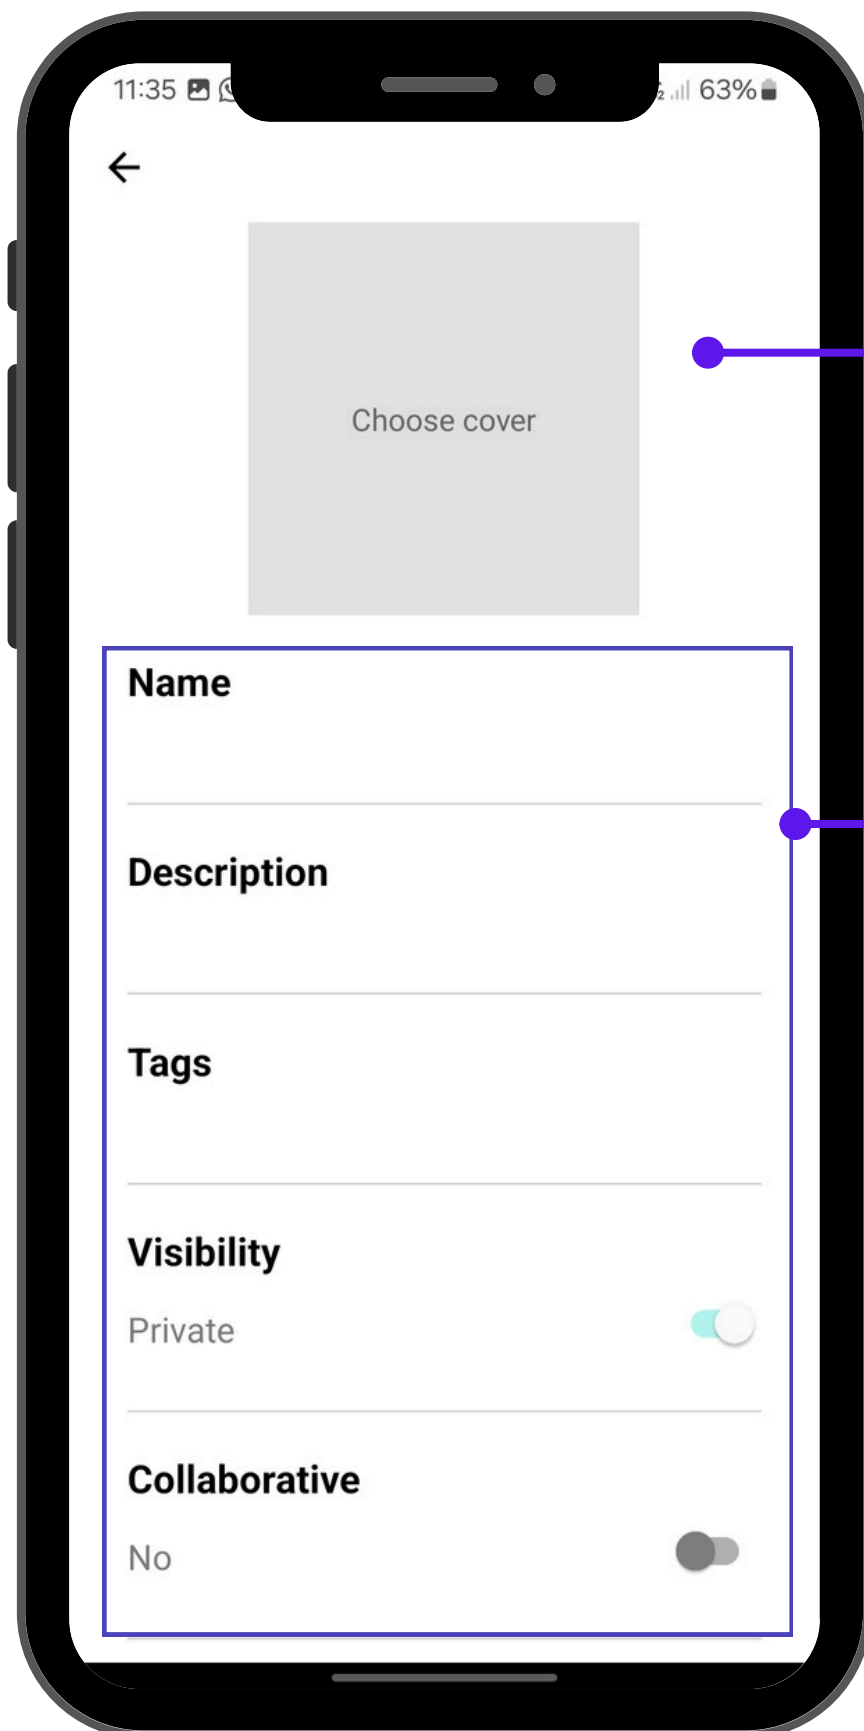 11:35
63%
Choose cover
Name
Description
Tags
Visibility
Private
Collaborative
No